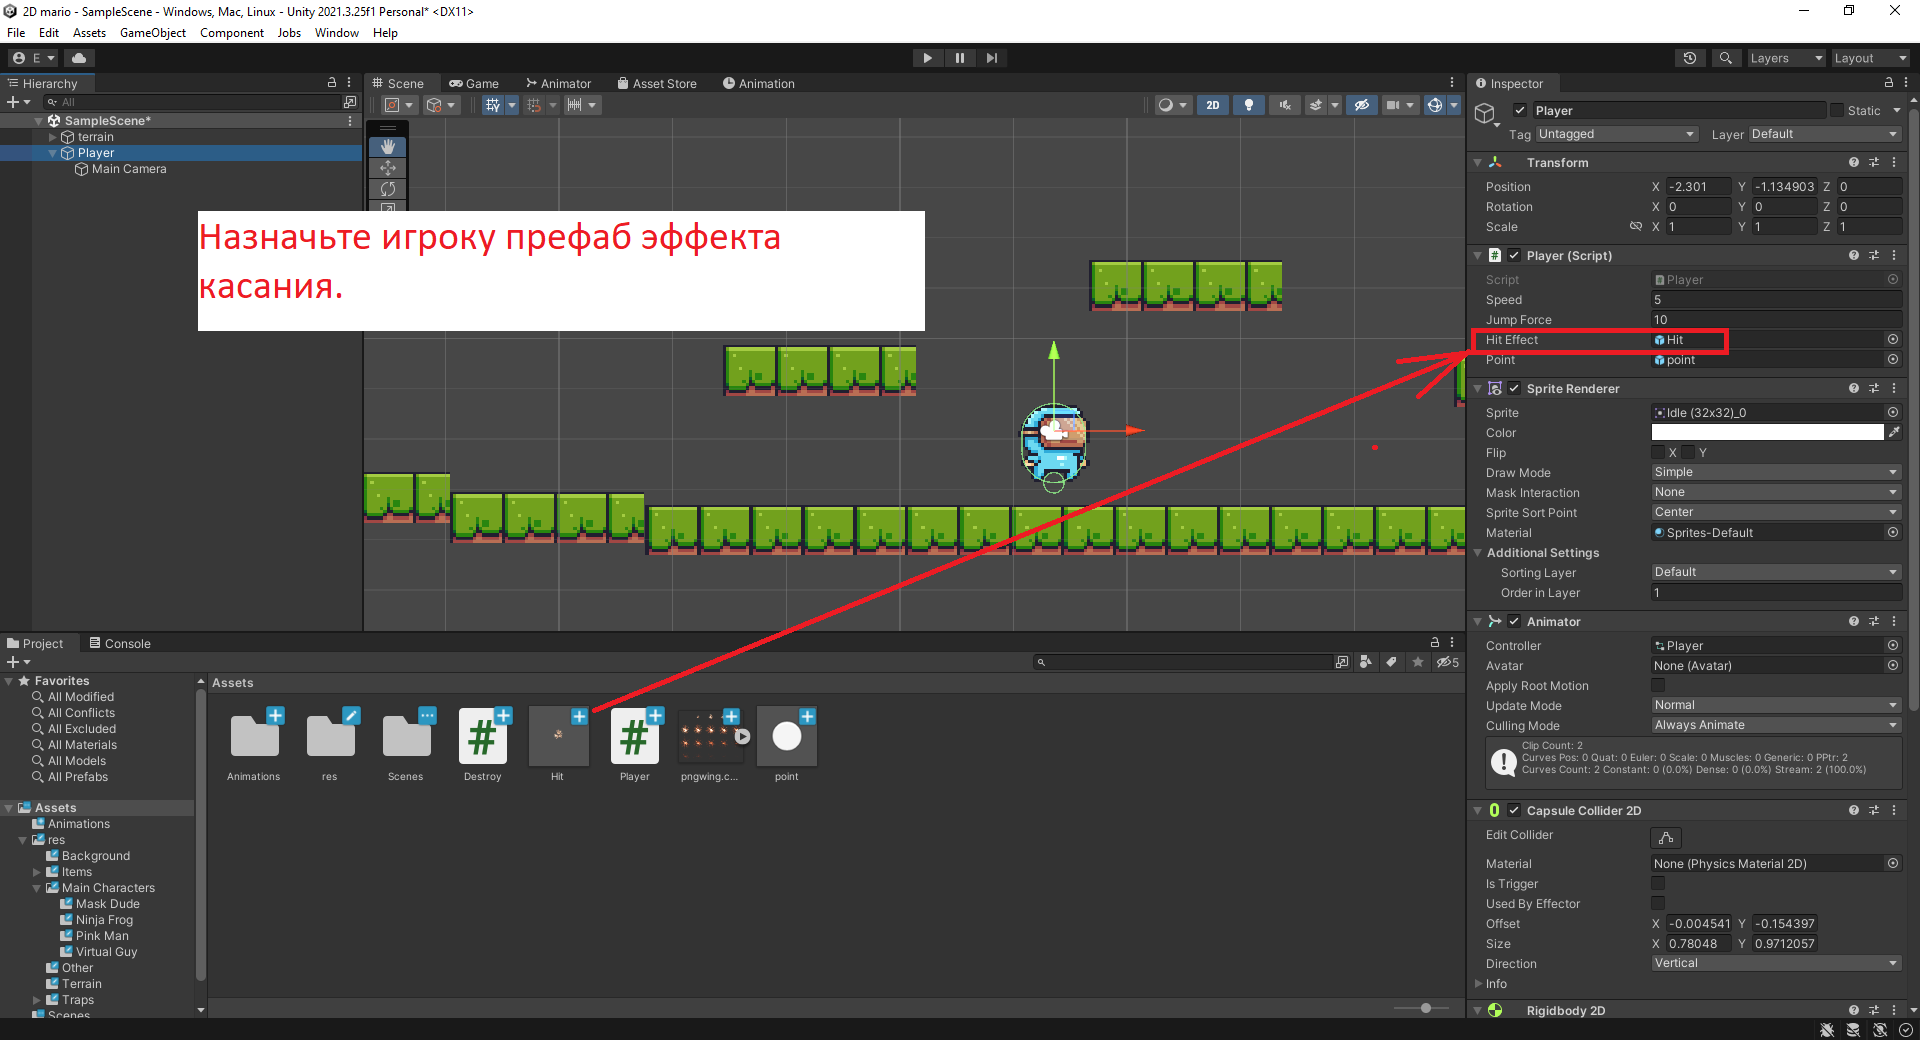 2D mario - SampleScene - Windows, Mac, Linux - Unity 2021.3.25f1 Personal* <DX11>
File Edit Assets GameObject Component Jobs Window Help
E
Layers
Layout
Hierarchy
All
SampleScene*
terrain
Player
Main Camera
Scene Game Animator Asset Store Animation
2D
Назначьте игроку префаб эффекта
касания.
Inspector
Player
Static
Tag Untagged Layer Default
Transform
Position X -2.301 Y -1.134903 Z 0
Rotation X 0 Y 0 Z 0
Scale X 1 Y 1 Z 1
Player (Script)
Script Player
Speed 5
Jump Force 10
Hit Effect Hit
Point point
Sprite Renderer
Sprite Idle (32x32)_0
Color
Flip X Y
Draw Mode Simple
Mask Interaction None
Sprite Sort Point Center
Material Sprites-Default
Additional Settings
Sorting Layer Default
Order in Layer 1
Animator
Controller Player
Avatar None (Avatar)
Apply Root Motion
Update Mode Normal
Culling Mode Always Animate
Clip Count: 2
Curves Pos: 0 Quat: 0 Euler: 0 Scale: 0 Muscles: 0 Generic: 0 PPtr: 2
Curves Count: 2 Constant: 0 (0.0%) Dense: 0 (0.0%) Stream: 2 (100.0%)
Capsule Collider 2D
Edit Collider
Material None (Physics Material 2D)
Is Trigger
Used By Effector
Offset X -0.004541 Y -0.154397
Size X 0.78048 Y 0.9712057
Direction Vertical
Info
Rigidbody 2D
Project Console
5
Favorites
All Modified
All Conflicts
All Excluded
All Materials
All Models
All Prefabs
Assets
Animations
res
Background
Items
Main Characters
Mask Dude
Ninja Frog
Pink Man
Virtual Guy
Other
Terrain
Traps
Scenes
Assets
Animations res Scenes Destroy Hit Player pngwing.c... point